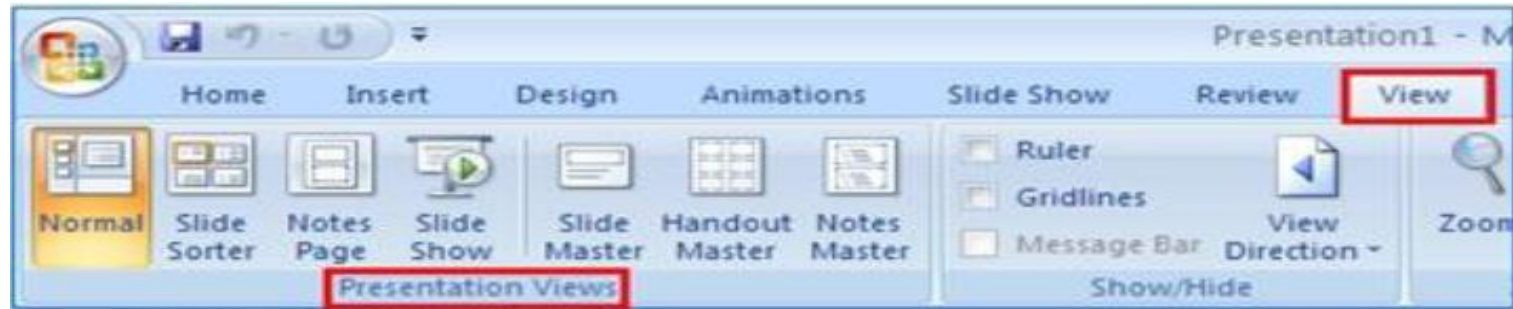 Presentation1 - M
Home Insert Design Animations Slide Show Review View
Normal Slide Sorter Notes Page Slide Show Slide Master Handout Master Notes Master
Ruler
Gridlines
Message Bar
View Direction
Zoom
Presentation Views Show/Hide